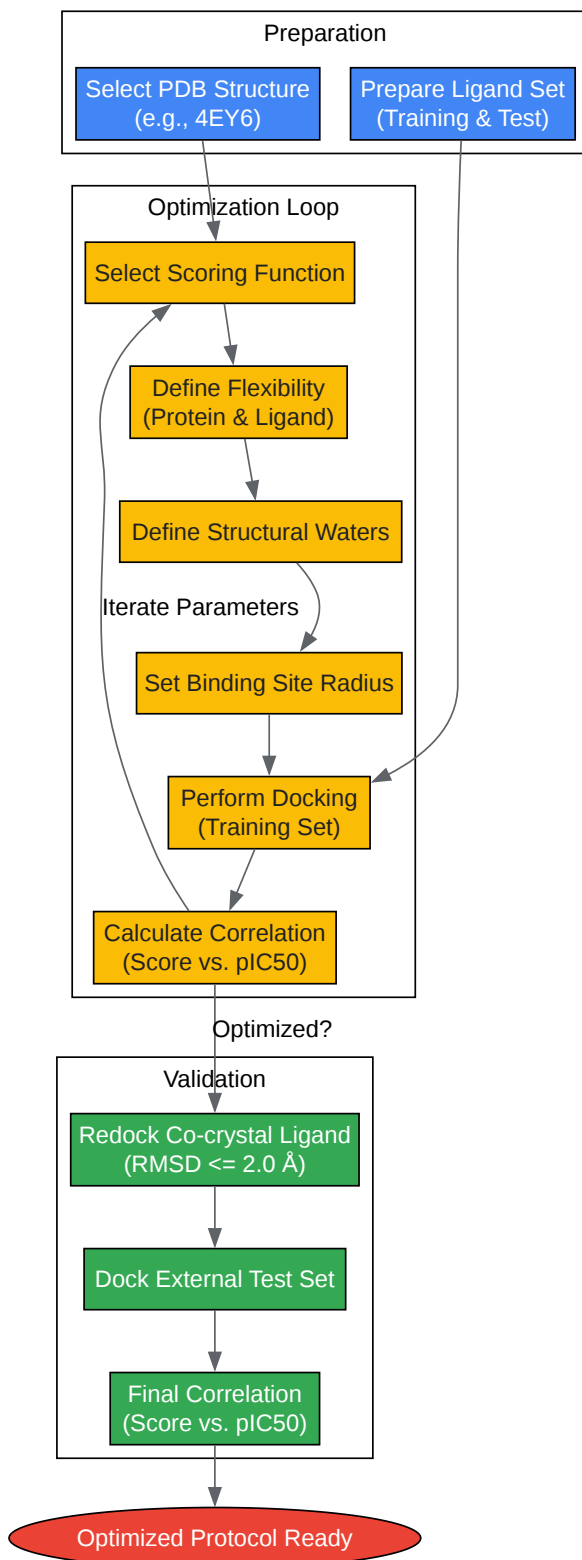 Preparation
Select PDB Structure
(e.g., 4EY6)
Prepare Ligand Set
(Training & Test)
Optimization Loop
Select Scoring Function
Define Flexibility
(Protein & Ligand)
Define Structural Waters
Iterate Parameters
Set Binding Site Radius
Perform Docking
(Training Set)
Calculate Correlation
(Score vs. pIC50)
Optimized?
Validation
Redock Co-crystal Ligand
(RMSD <= 2.0 Å)
Dock External Test Set
Final Correlation
(Score vs. pIC50)
Optimized Protocol Ready